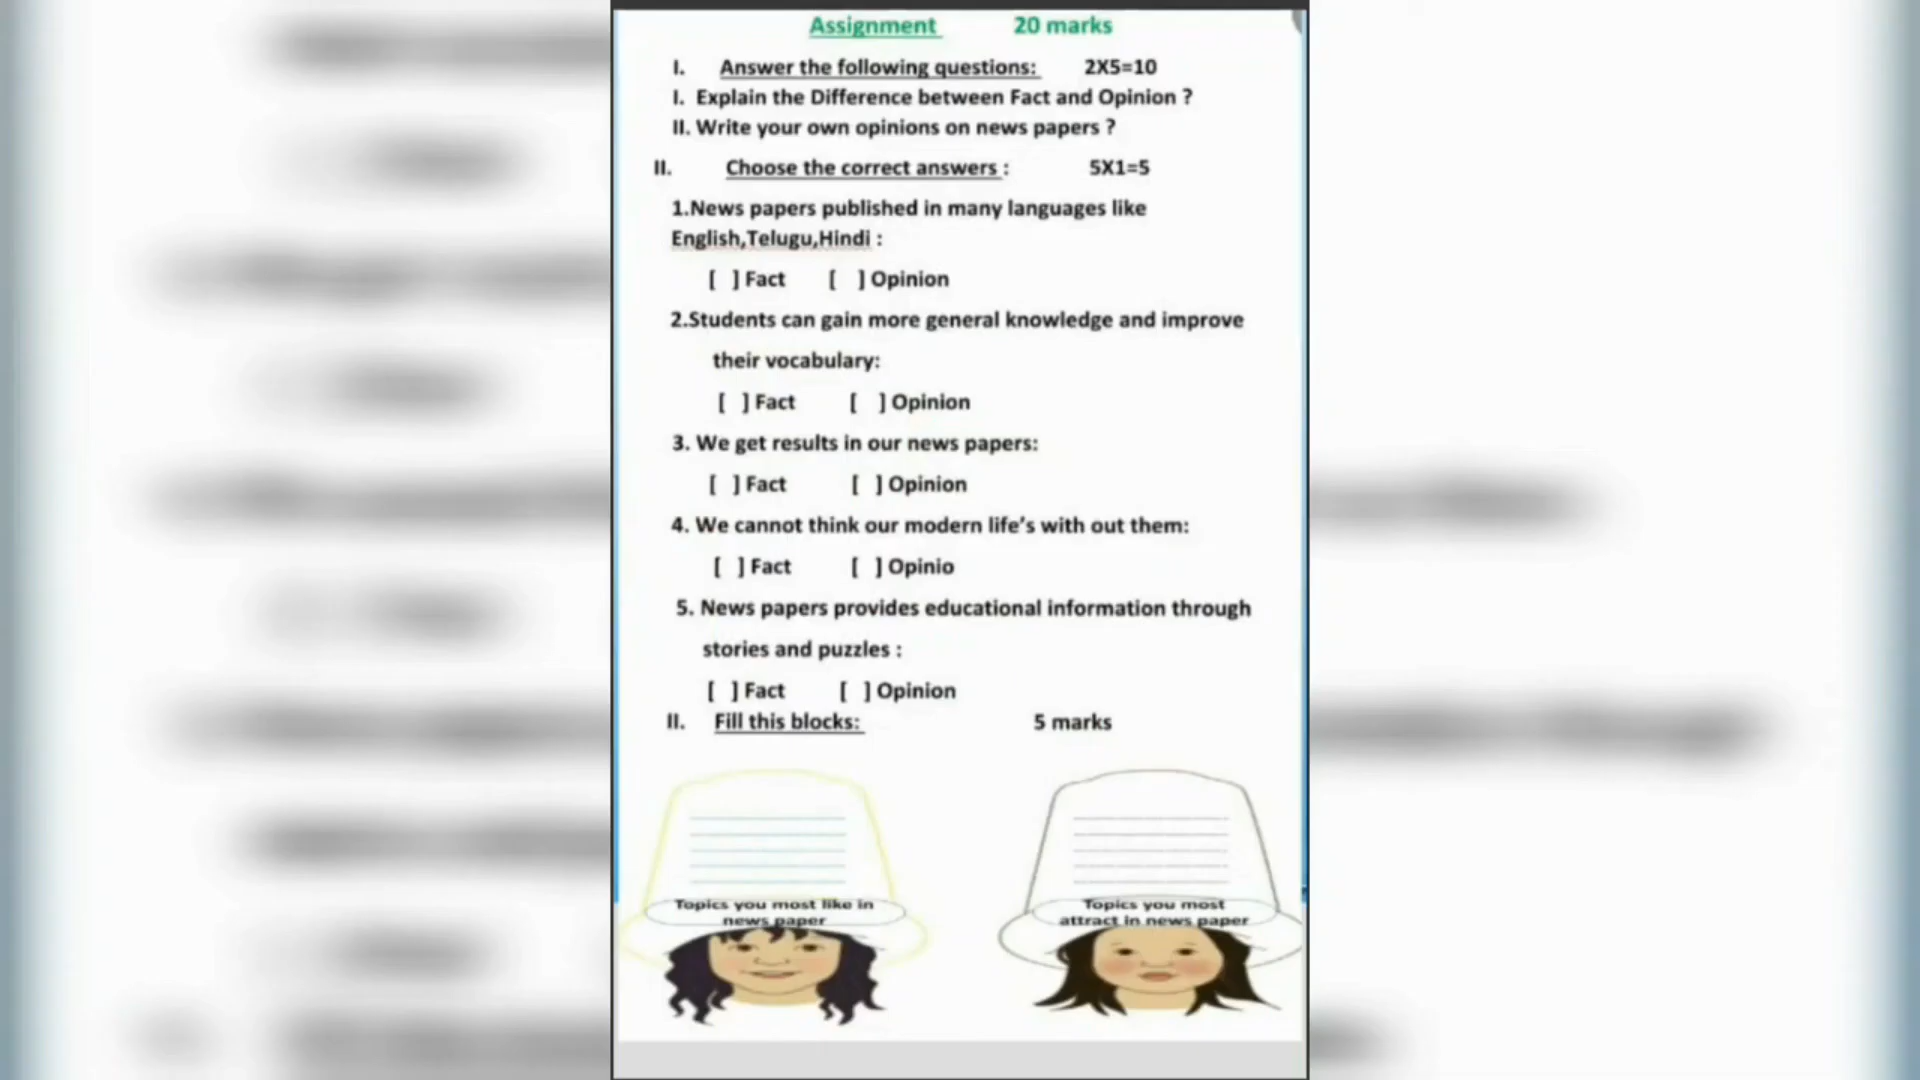 Assignment 20 marks
I. Answer the following questions: 2X5=10
I. Explain the Difference between Fact and Opinion ?
II. Write your own opinions on news papers ?
II. Choose the correct answers : 5X1=5
1.News papers published in many languages like
English,Telugu,Hindi :
[ ] Fact [ ] Opinion
2.Students can gain more general knowledge and improve
their vocabulary:
[ ] Fact [ ] Opinion
3. We get results in our news papers:
[ ] Fact [ ] Opinion
4. We cannot think our modern life’s with out them:
[ ] Fact [ ] Opinio
5. News papers provides educational information through
stories and puzzles :
[ ] Fact [ ] Opinion
II. Fill this blocks: 5 marks
Topics you most like in
news paper
Topics you most
attract in news paper